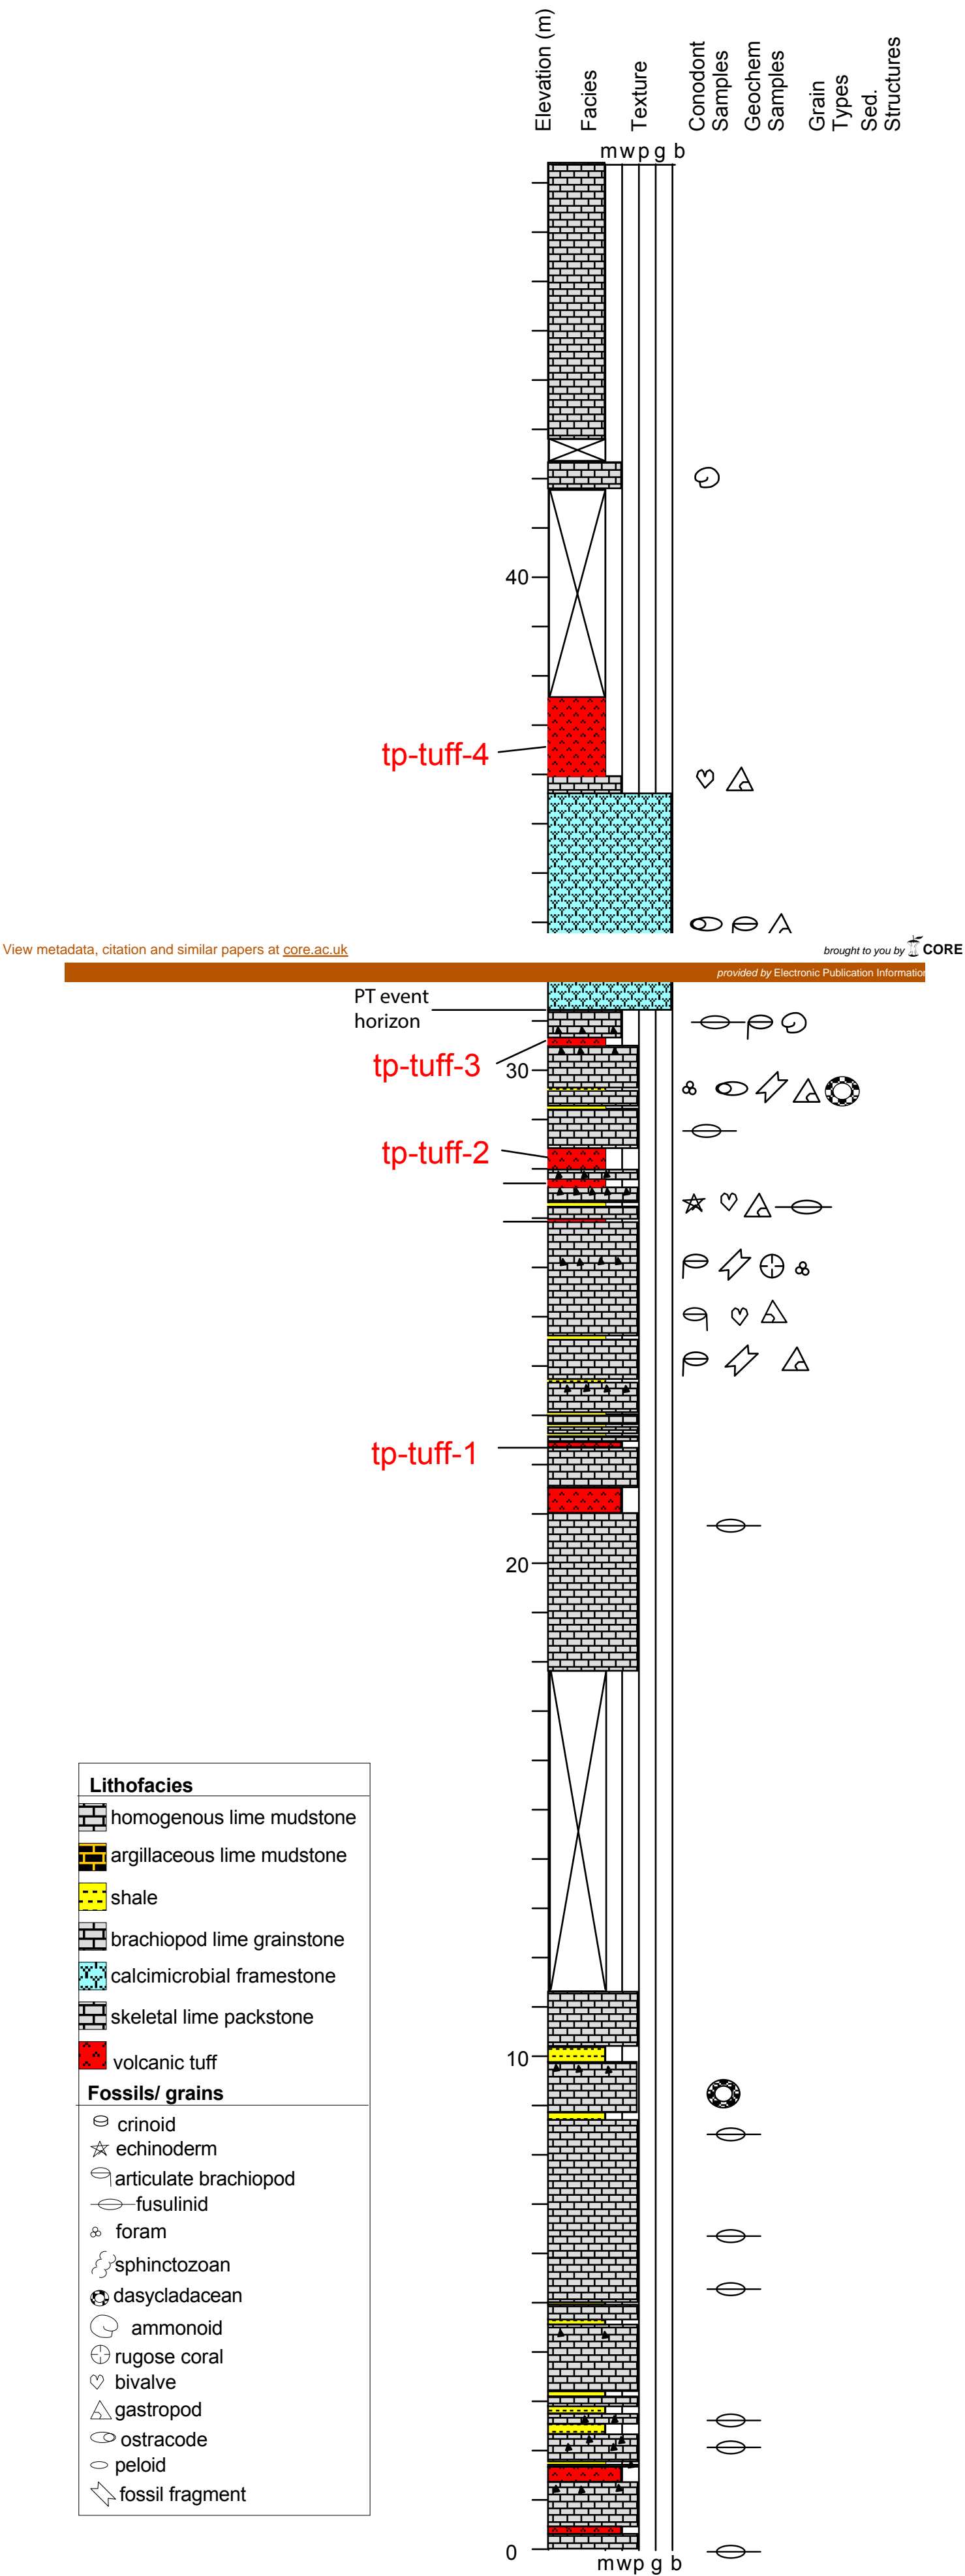 Elevation (m)
Facies
Texture
Conodont
Samples
Geochem
Samples
Grain
Types
Sed.
Structures
m w p g b
40
tp-tuff-4
View metadata, citation and similar papers at core.ac.uk
brought to you by CORE
provided by Electronic Publication Information
PT event
horizon
tp-tuff-3
30
tp-tuff-2
tp-tuff-1
20
Lithofacies
homogenous lime mudstone
argillaceous lime mudstone
shale
brachiopod lime grainstone
calcimicrobial framestone
skeletal lime packstone
volcanic tuff
10
Fossils/ grains
crinoid
echinoderm
articulate brachiopod
fusulinid
foram
sphinctozoan
dasycladacean
ammonoid
rugose coral
bivalve
gastropod
ostracode
peloid
fossil fragment
0
m w p g b